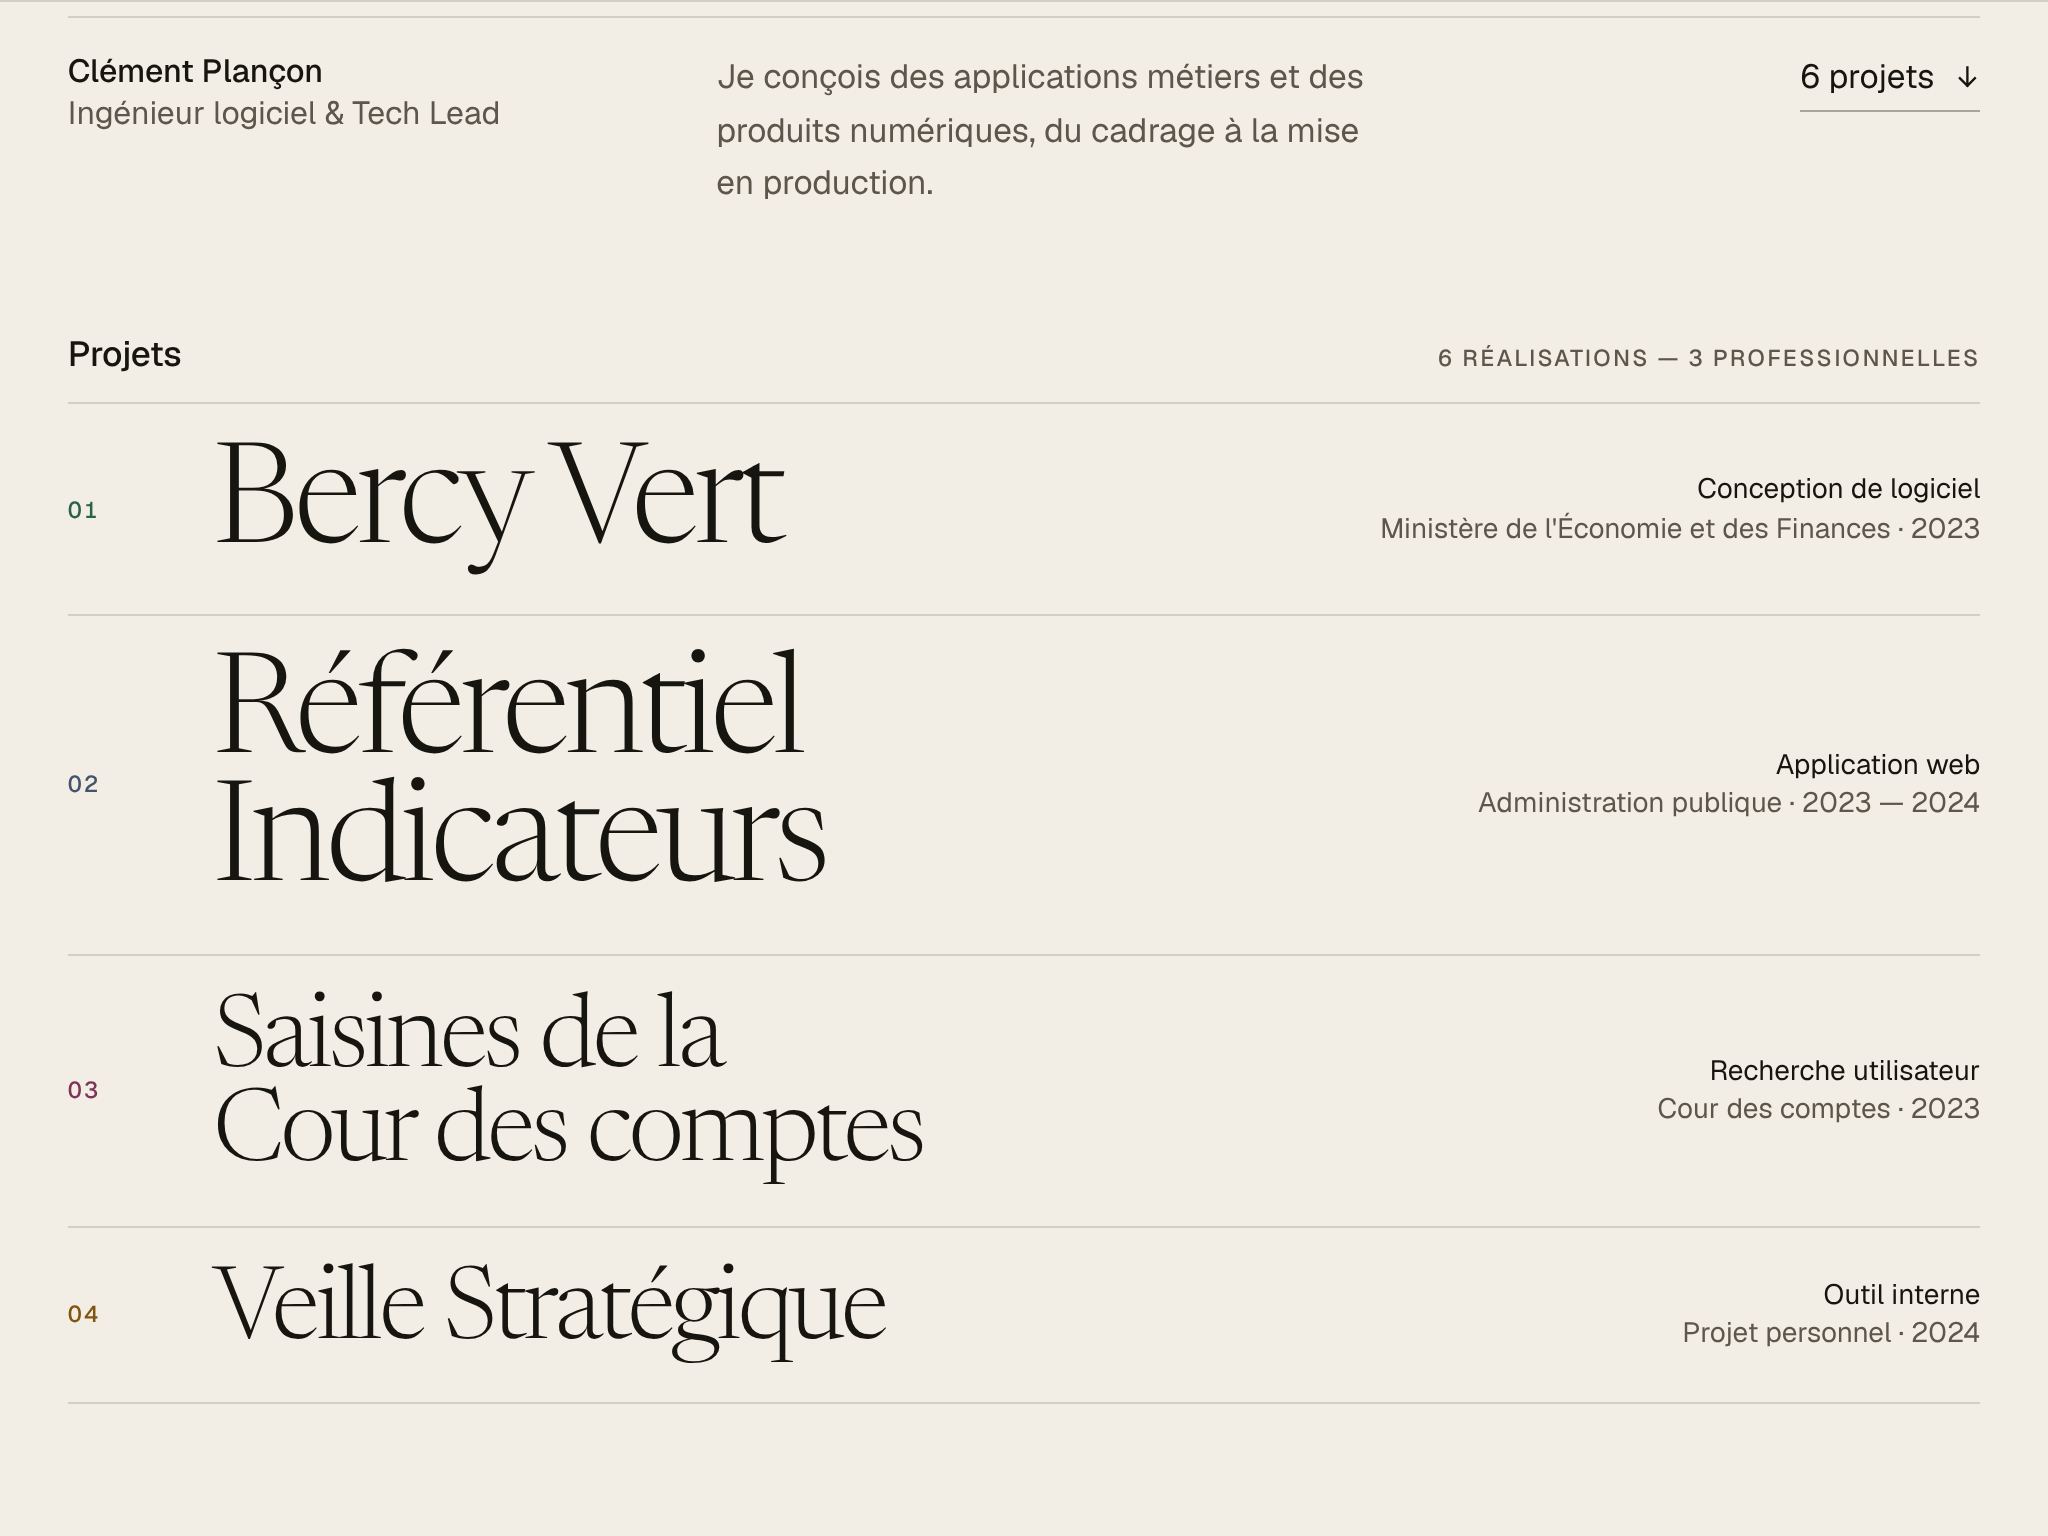 Clément Plançon
Ingénieur logiciel & Tech Lead
Je conçois des applications métiers et des
produits numériques, du cadrage à la mise
en production.
6 projets ↓
Projets
6 RÉALISATIONS — 3 PROFESSIONNELLES
01
Bercy Vert
Conception de logiciel
Ministère de l'Économie et des Finances · 2023
02
Référentiel
Indicateurs
Application web
Administration publique · 2023 — 2024
03
Saisines de la
Cour des comptes
Recherche utilisateur
Cour des comptes · 2023
04
Veille Stratégique
Outil interne
Projet personnel · 2024